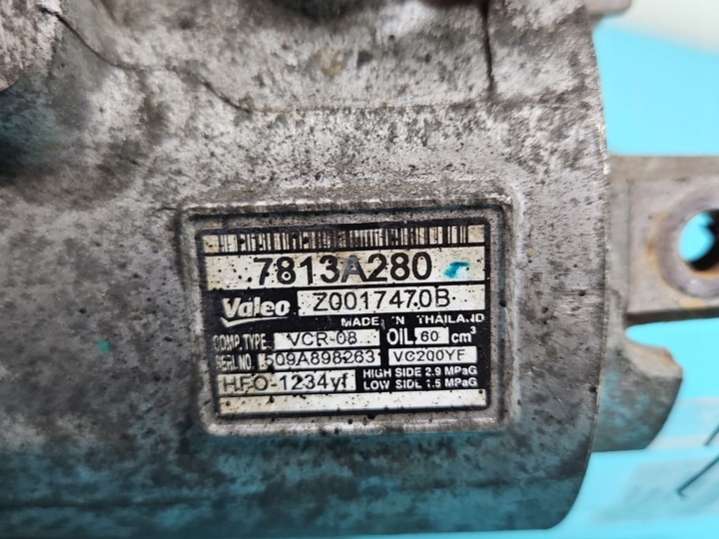 7813A280
Valeo Z0017470B
MADE IN THAILAND
COMP. TYPE VCR-08 OIL 60 cm³
SERIAL NO. 509A898263 VC200YF
HFO-1234yf HIGH SIDE 2.9 MPaG
LOW SIDE 1.5 MPaG